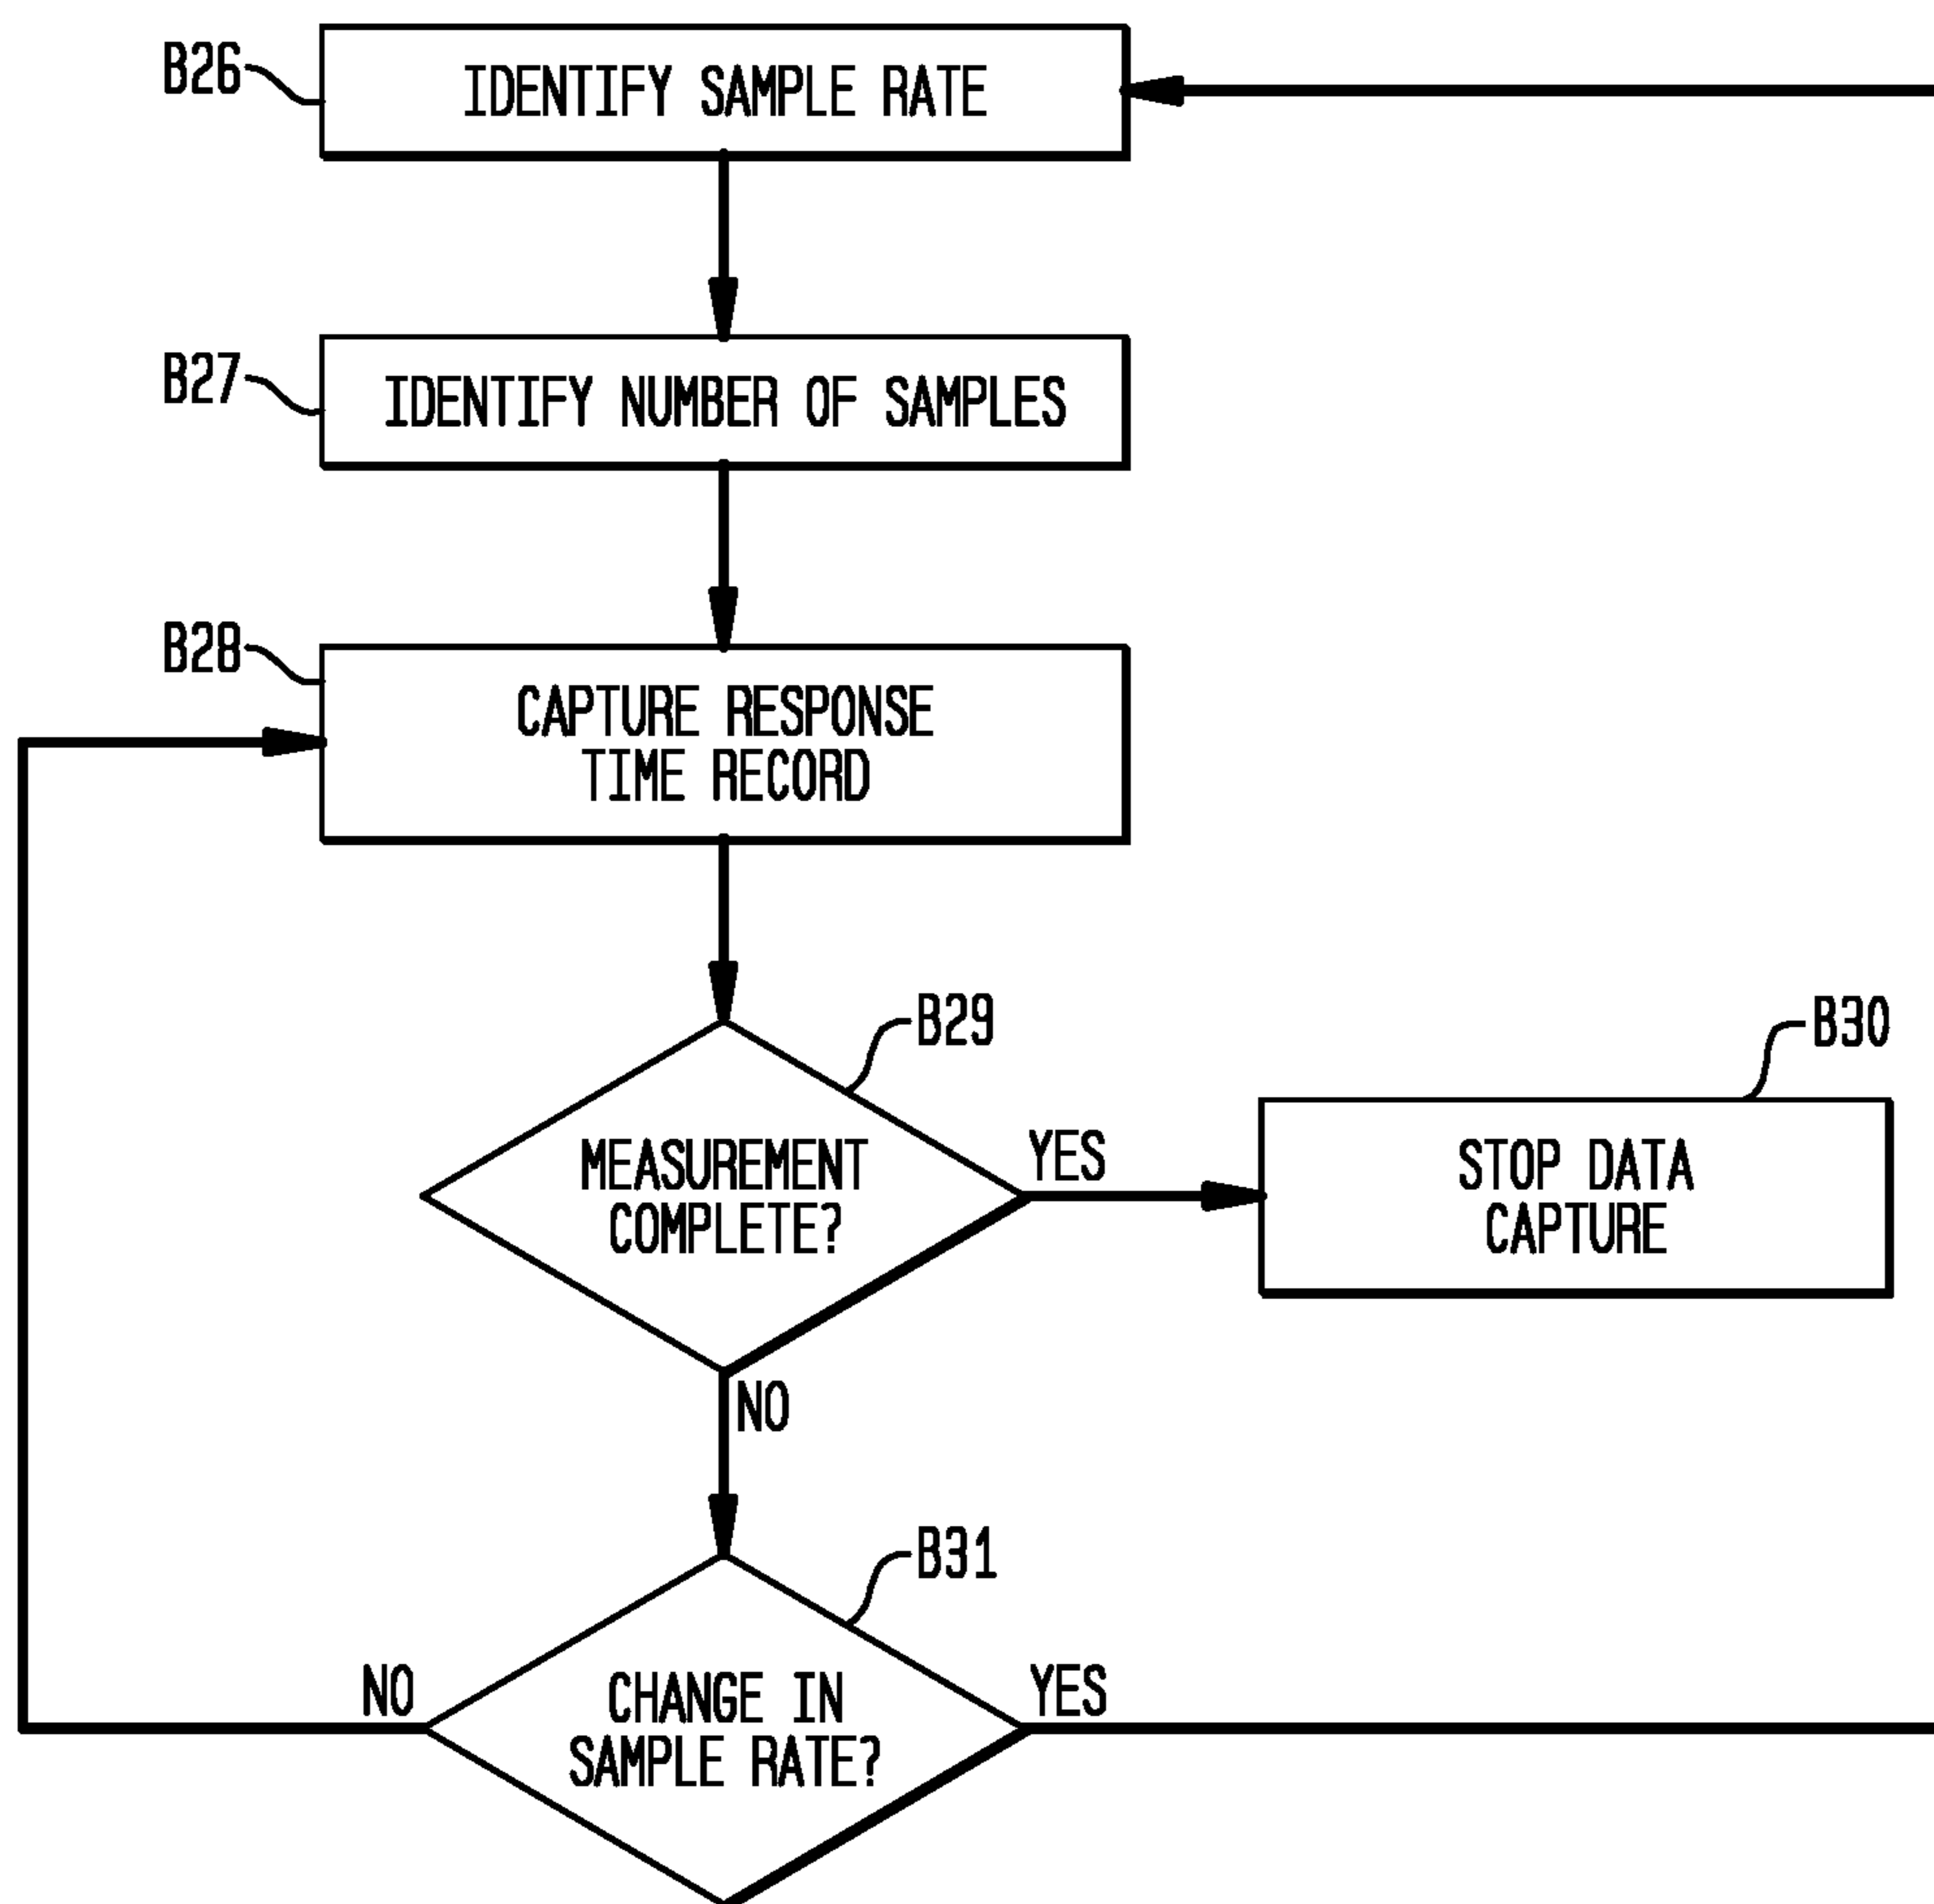 B26
IDENTIFY SAMPLE RATE
B27
IDENTIFY NUMBER OF SAMPLES
B28
CAPTURE RESPONSE
TIME RECORD
B29
MEASUREMENT
COMPLETE?
YES
B30
STOP DATA
CAPTURE
NO
B31
CHANGE IN
SAMPLE RATE?
NO
YES